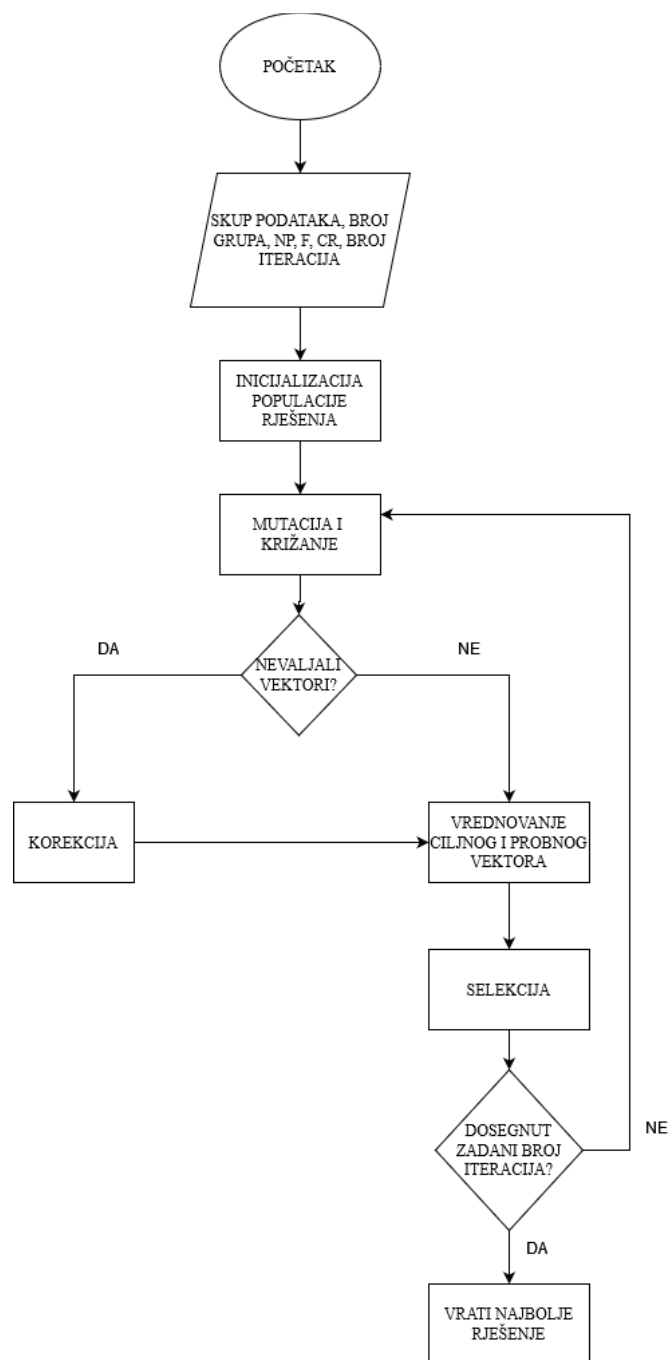 POČETAK
SKUP PODATAKA, BROJ
GRUPA, NP, F, CR, BROJ
ITERACIJA
INICIJALIZACIJA
POPULACIJE
RJEŠENJA
MUTACIJA I
KRIŽANJE
DA
NEVALJALI
VEKTORI?
NE
KOREKCIJA
VREDNOVANJE
CILJNOG I PROBNOG
VEKTORA
SELEKCIJA
DOSEGNUT
ZADANI BROJ
ITERACIJA?
NE
DA
VRATI NAJBOLJE
RJEŠENJE